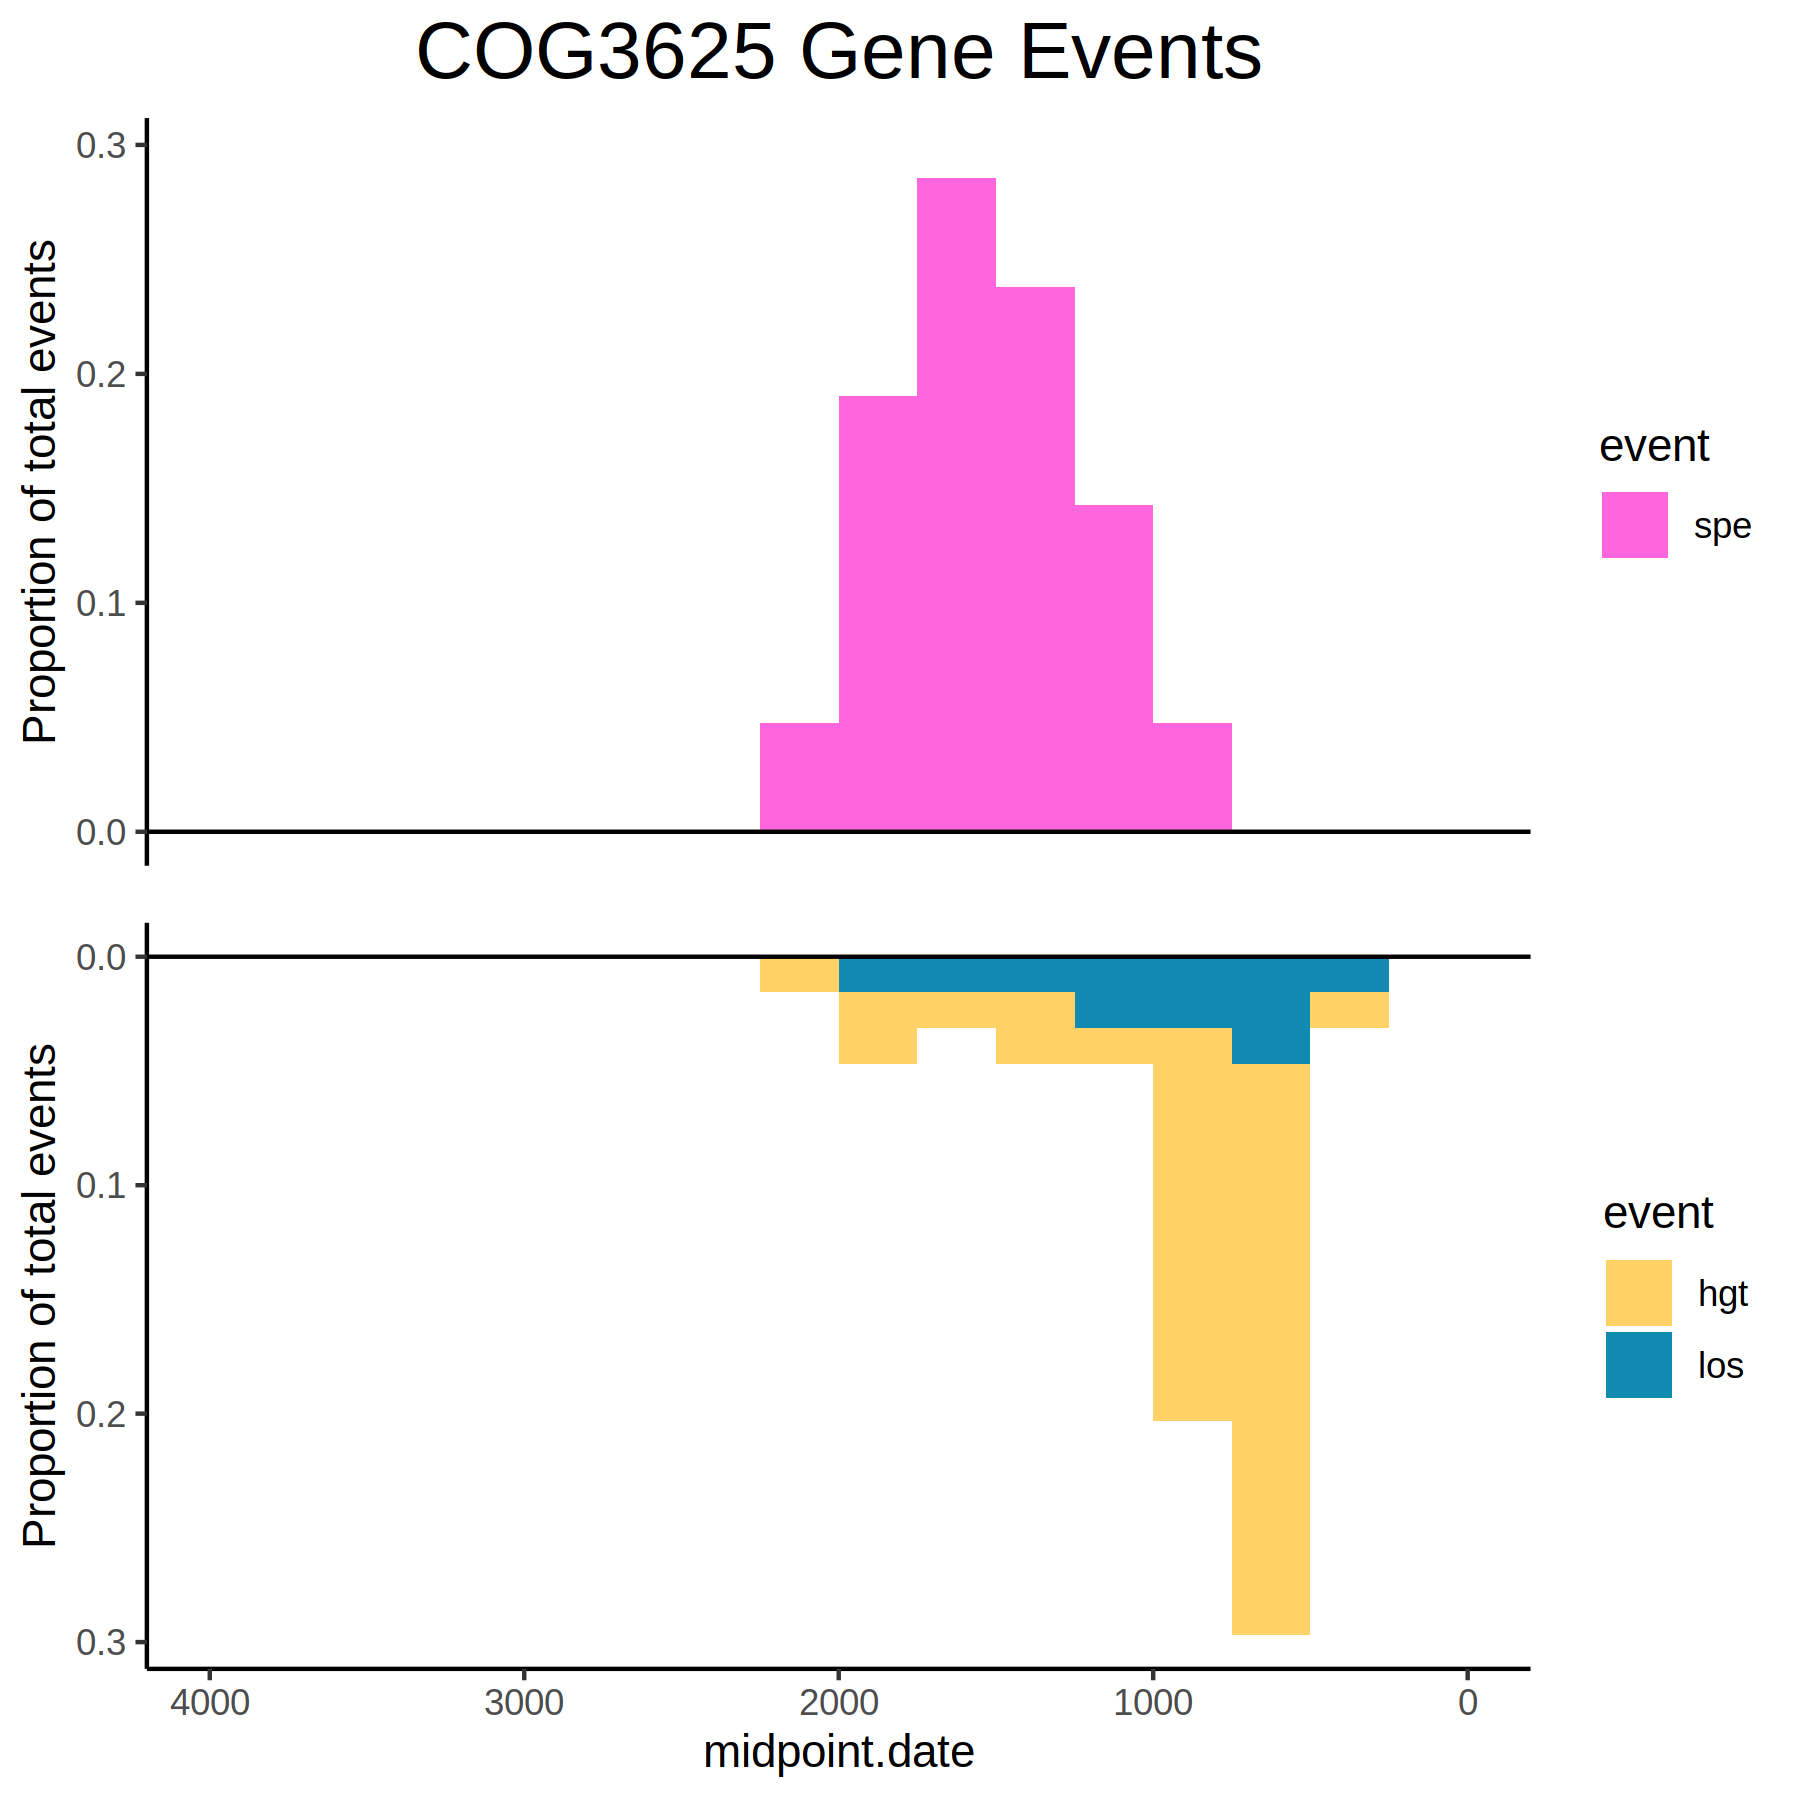 COG3625 Gene Events
Proportion of total events
0.3
0.2
0.1
0.0
event
spe
Proportion of total events
0.0
0.1
0.2
0.3
event
hgt
los
4000 3000 2000 1000 0
midpoint.date